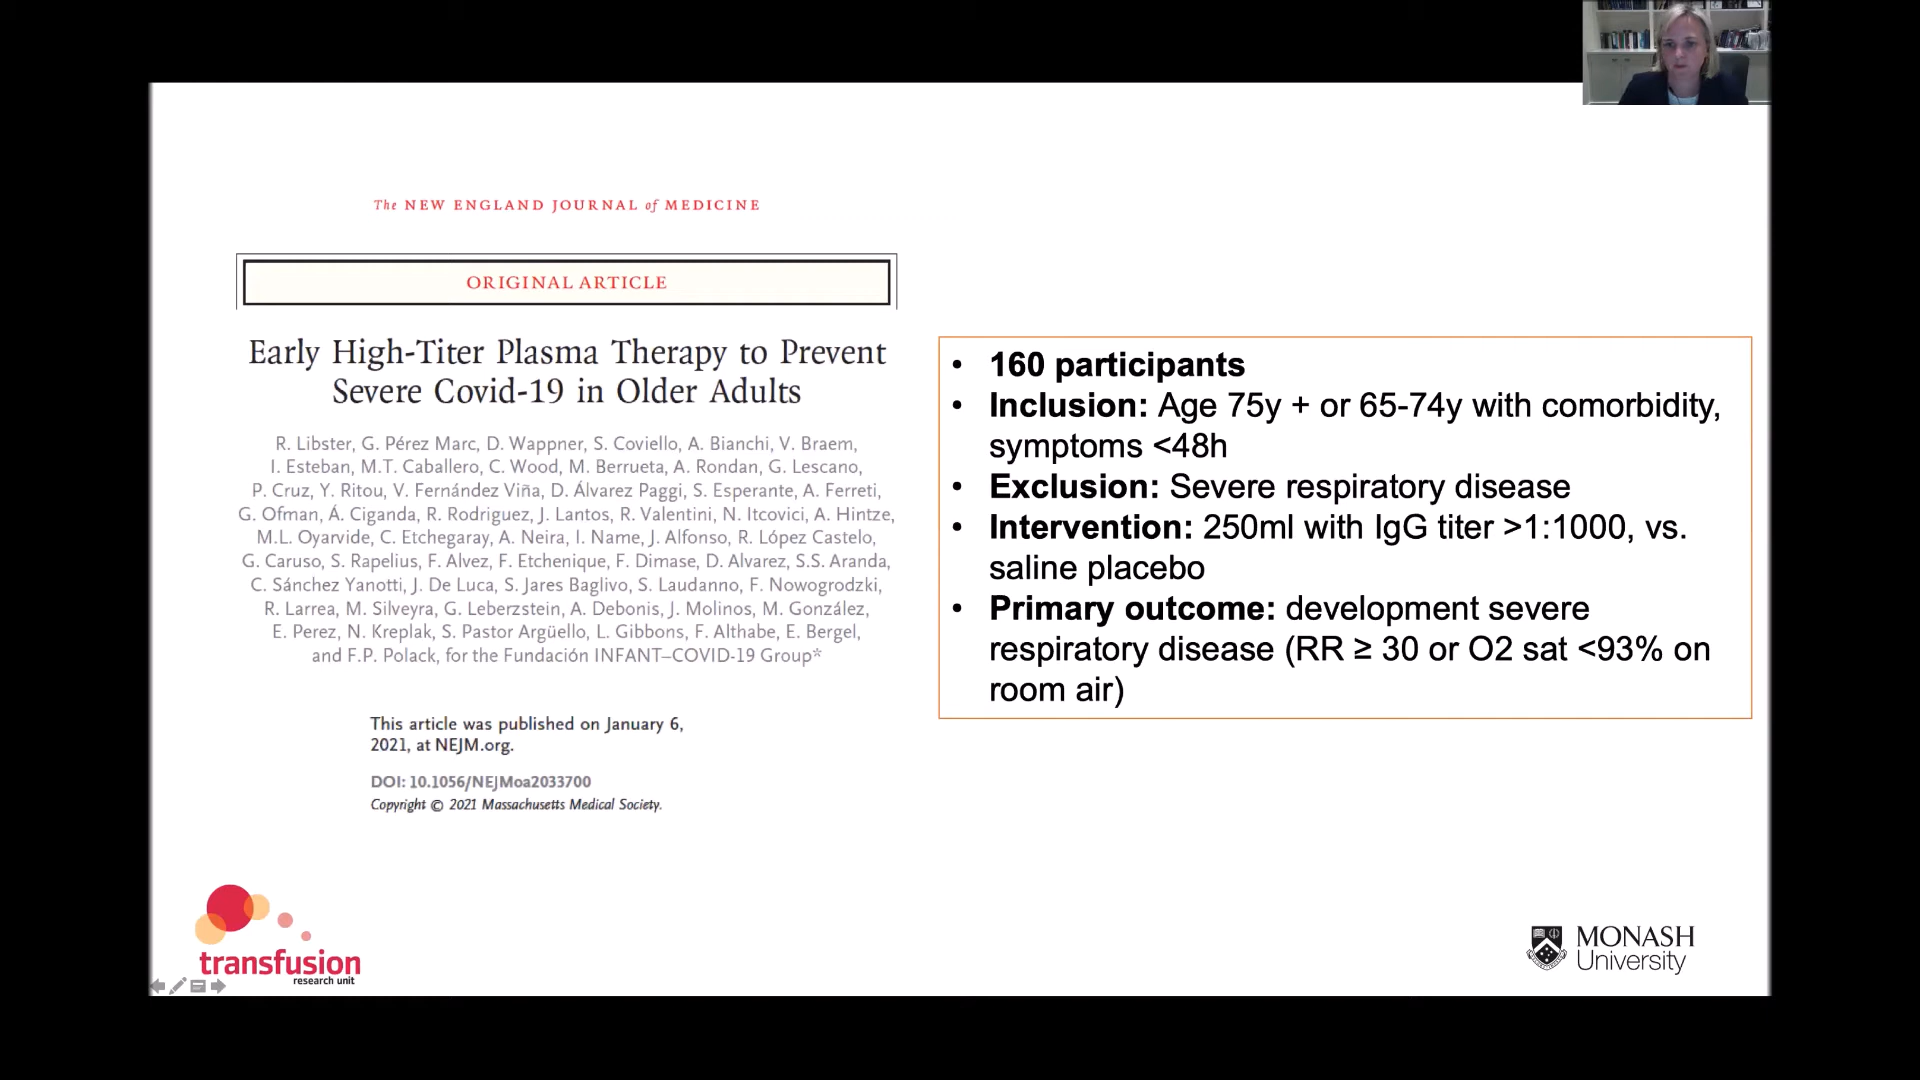 The NEW ENGLAND JOURNAL of MEDICINE
ORIGINAL ARTICLE
Early High-Titer Plasma Therapy to Prevent
Severe Covid-19 in Older Adults
R. Libster, G. Pérez Marc, D. Wappner, S. Coviello, A. Bianchi, V. Braem,
I. Esteban, M.T. Caballero, C. Wood, M. Berrueta, A. Rondan, G. Lescano,
P. Cruz, Y. Ritou, V. Fernández Viña, D. Álvarez Paggi, S. Esperante, A. Ferreti,
G. Ofman, Á. Ciganda, R. Rodriguez, J. Lantos, R. Valentini, N. Itcovici, A. Hintze,
M.L. Oyarvide, C. Etchegaray, A. Neira, I. Name, J. Alfonso, R. López Castelo,
G. Caruso, S. Rapelius, F. Alvez, F. Etchenique, F. Dimase, D. Alvarez, S.S. Aranda,
C. Sánchez Yanotti, J. De Luca, S. Jares Baglivo, S. Laudanno, F. Nowogrodzki,
R. Larrea, M. Silveyra, G. Leberzstein, A. Debonis, J. Molinos, M. González,
E. Perez, N. Kreplak, S. Pastor Argüello, L. Gibbons, F. Althabe, E. Bergel,
and F.P. Polack, for the Fundación INFANT–COVID-19 Group*
This article was published on January 6,
2021, at NEJM.org.
DOI: 10.1056/NEJMoa2033700
Copyright © 2021 Massachusetts Medical Society.
• 160 participants
• Inclusion: Age 75y + or 65-74y with comorbidity,
symptoms <48h
• Exclusion: Severe respiratory disease
• Intervention: 250ml with IgG titer >1:1000, vs.
saline placebo
• Primary outcome: development severe
respiratory disease (RR ≥ 30 or O2 sat <93% on
room air)
transfusion
research unit
MONASH
University